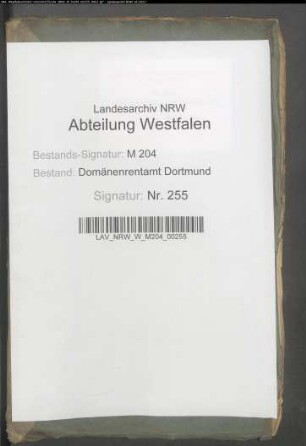 Landesarchiv NRW
Abteilung Westfalen
Bestands-Signatur: M 204
Bestand: Domänenrentamt Dortmund
Signatur: Nr. 255
LAV_NRW_W_M204_00255